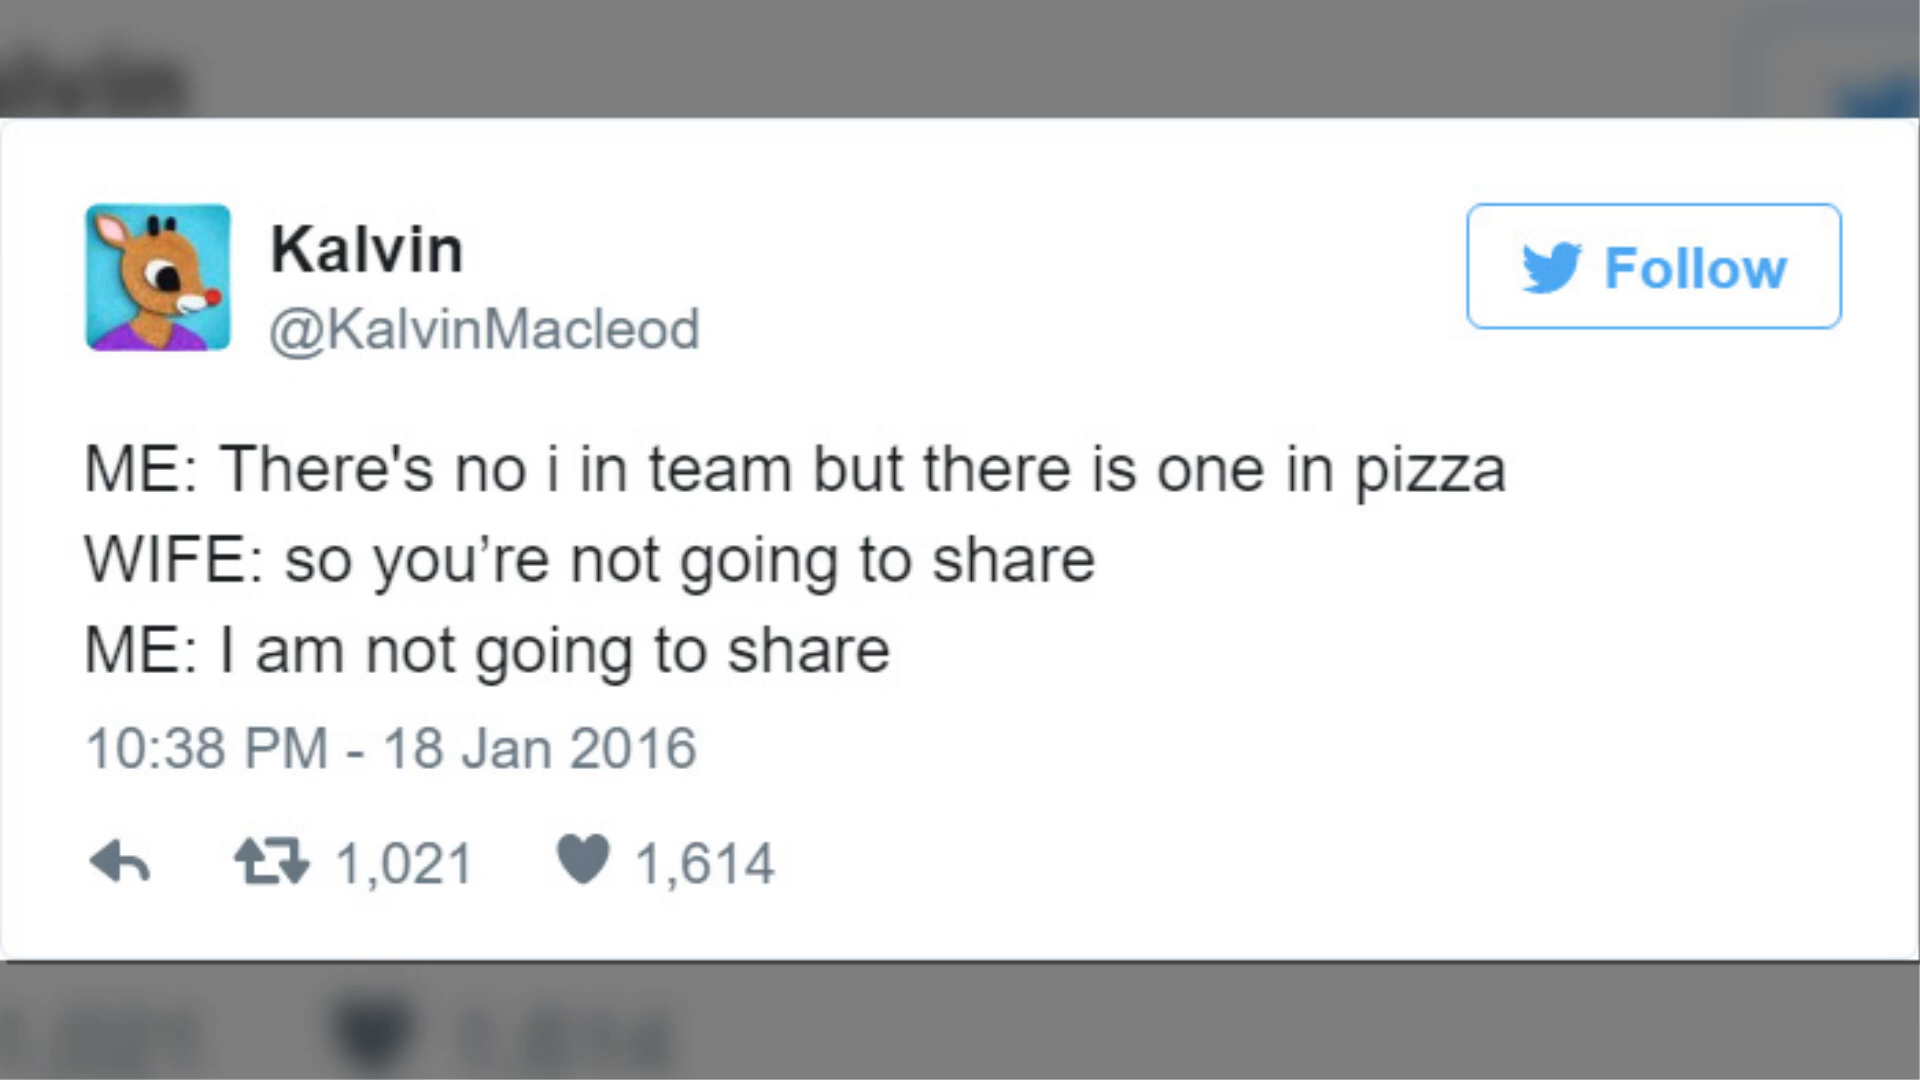 Kalvin
@KalvinMacleod
Follow
ME: There's no i in team but there is one in pizza
WIFE: so you’re not going to share
ME: I am not going to share
10:38 PM - 18 Jan 2016
1,021 1,614